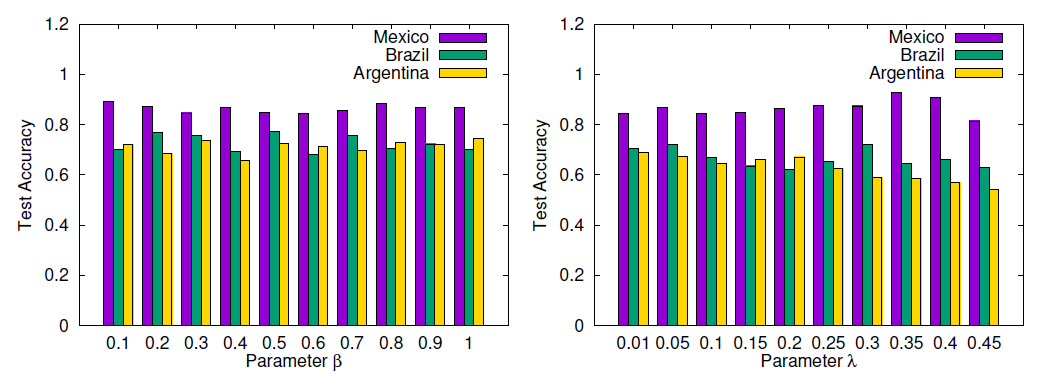 1.2
1
0.8
0.6
0.4
0.2
0
Test Accuracy
Mexico
Brazil
Argentina
0.1 0.2 0.3 0.4 0.5 0.6 0.7 0.8 0.9 1
Parameter β
1.2
1
0.8
0.6
0.4
0.2
0
Test Accuracy
Mexico
Brazil
Argentina
0.01 0.05 0.1 0.15 0.2 0.25 0.3 0.35 0.4 0.45
Parameter λ